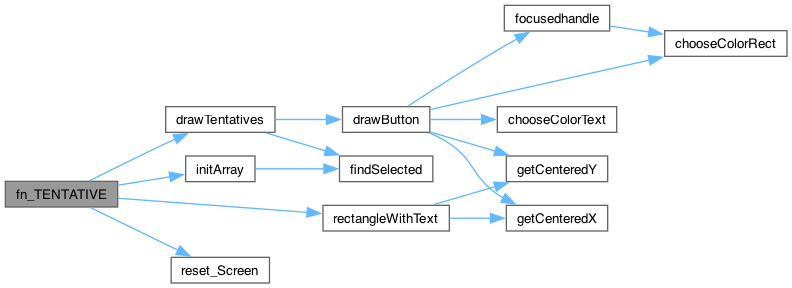 focusedhandle
chooseColorRect
drawTentatives
drawButton
chooseColorText
initArray
findSelected
getCenteredY
fn_TENTATIVE
rectangleWithText
getCenteredX
reset_Screen